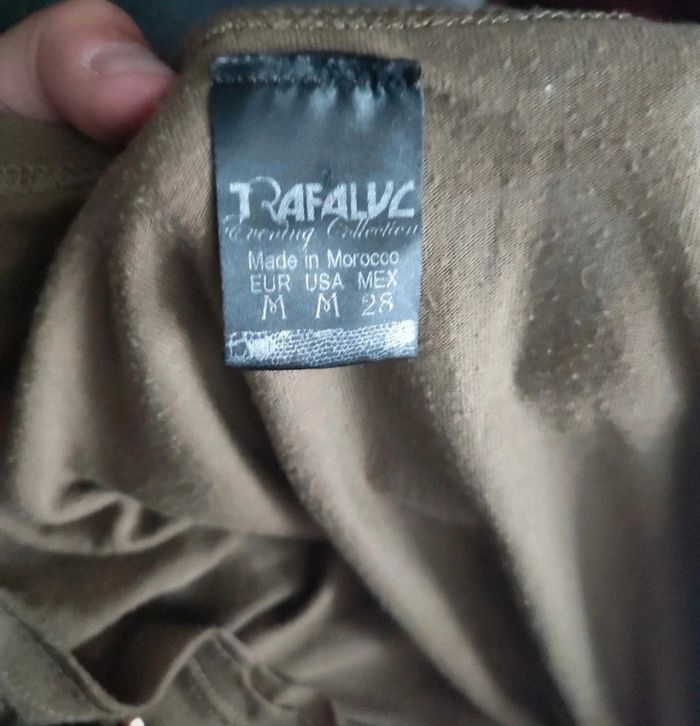 TRAFALUC
Evening Collection
Made in Morocco
EUR USA MEX
M M 28